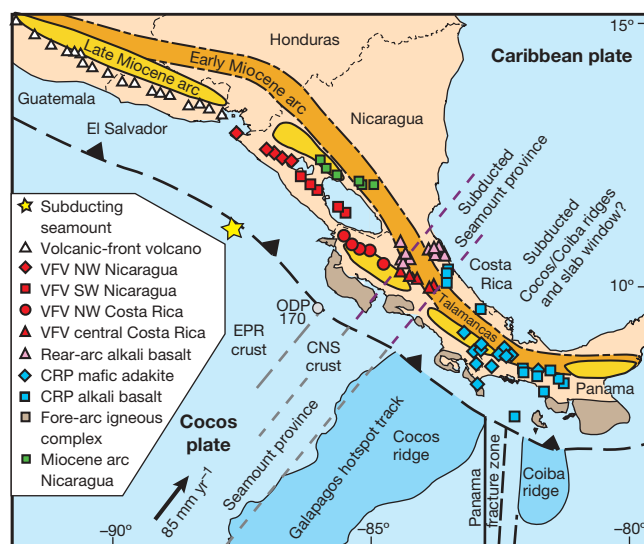 15°
Honduras
Caribbean plate
Late Miocene arc
Early Miocene arc
Guatemala
Nicaragua
El Salvador
Subducted
Seamount province
Subducted
Cocos/Coiba ridges
and slab window?
Subducting
seamount
Volcanic-front volcano
VFV NW Nicaragua
VFV SW Nicaragua
VFV NW Costa Rica
VFV central Costa Rica
Rear-arc alkali basalt
CRP mafic adakite
CRP alkali basalt
Fore-arc igneous
complex
Miocene arc
Nicaragua
Costa
Rica
10°
ODP
170
Talamancas
EPR
crust
CNS
crust
Panama
Cocos
plate
Seamount province
Galapagos hotspot track
Cocos
ridge
Panama
fracture zone
Coiba
ridge
85 mm yr⁻¹
–90
–85
–80